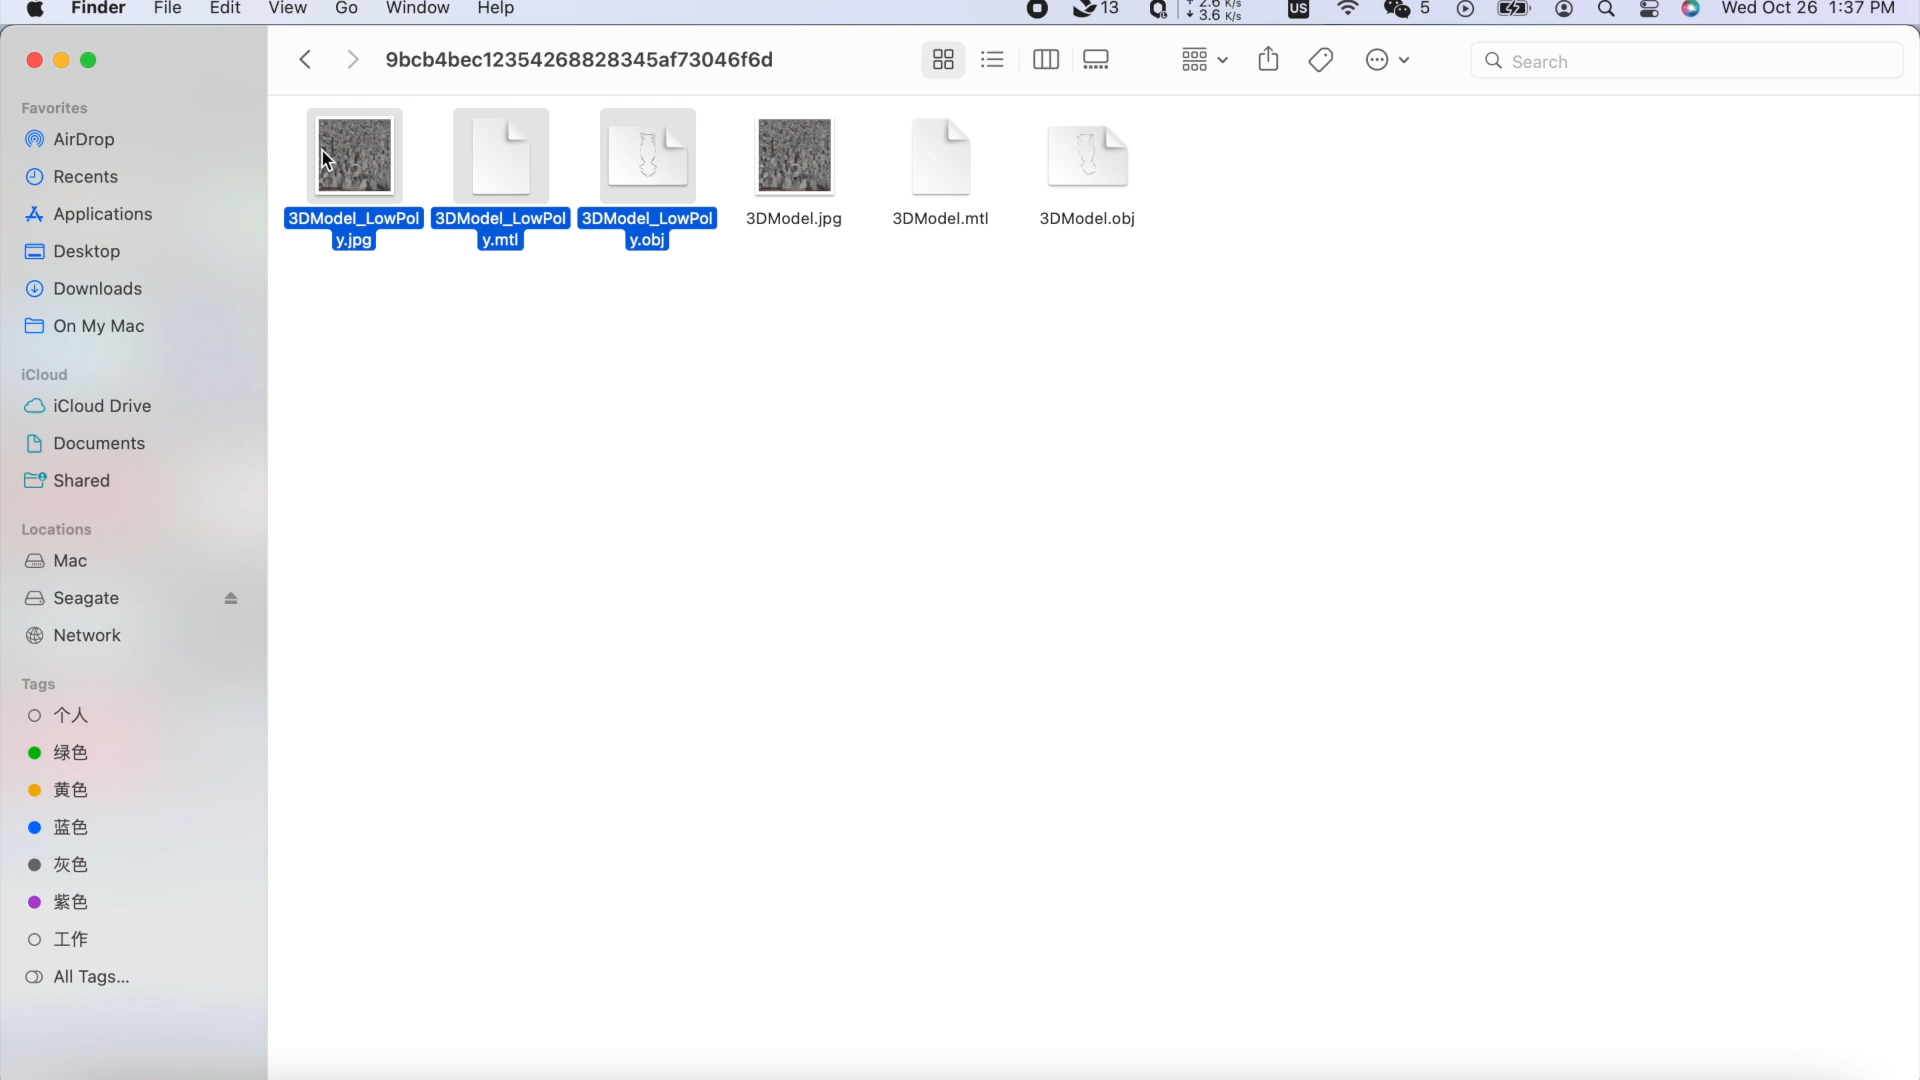 Finder File Edit View Go Window Help 13 2.6 K/s 3.6 K/s US 5 Wed Oct 26 1:37 PM
9bcb4bec12354268828345af73046f6d
Search
Favorites
AirDrop
Recents
Applications
Desktop
Downloads
On My Mac
iCloud
iCloud Drive
Documents
Shared
Locations
Mac
Seagate
Network
Tags
个人
绿色
黄色
蓝色
灰色
紫色
工作
All Tags...
3DModel_LowPol
y.jpg
3DModel_LowPol
y.mtl
3DModel_LowPol
y.obj
3DModel.jpg
3DModel.mtl
3DModel.obj